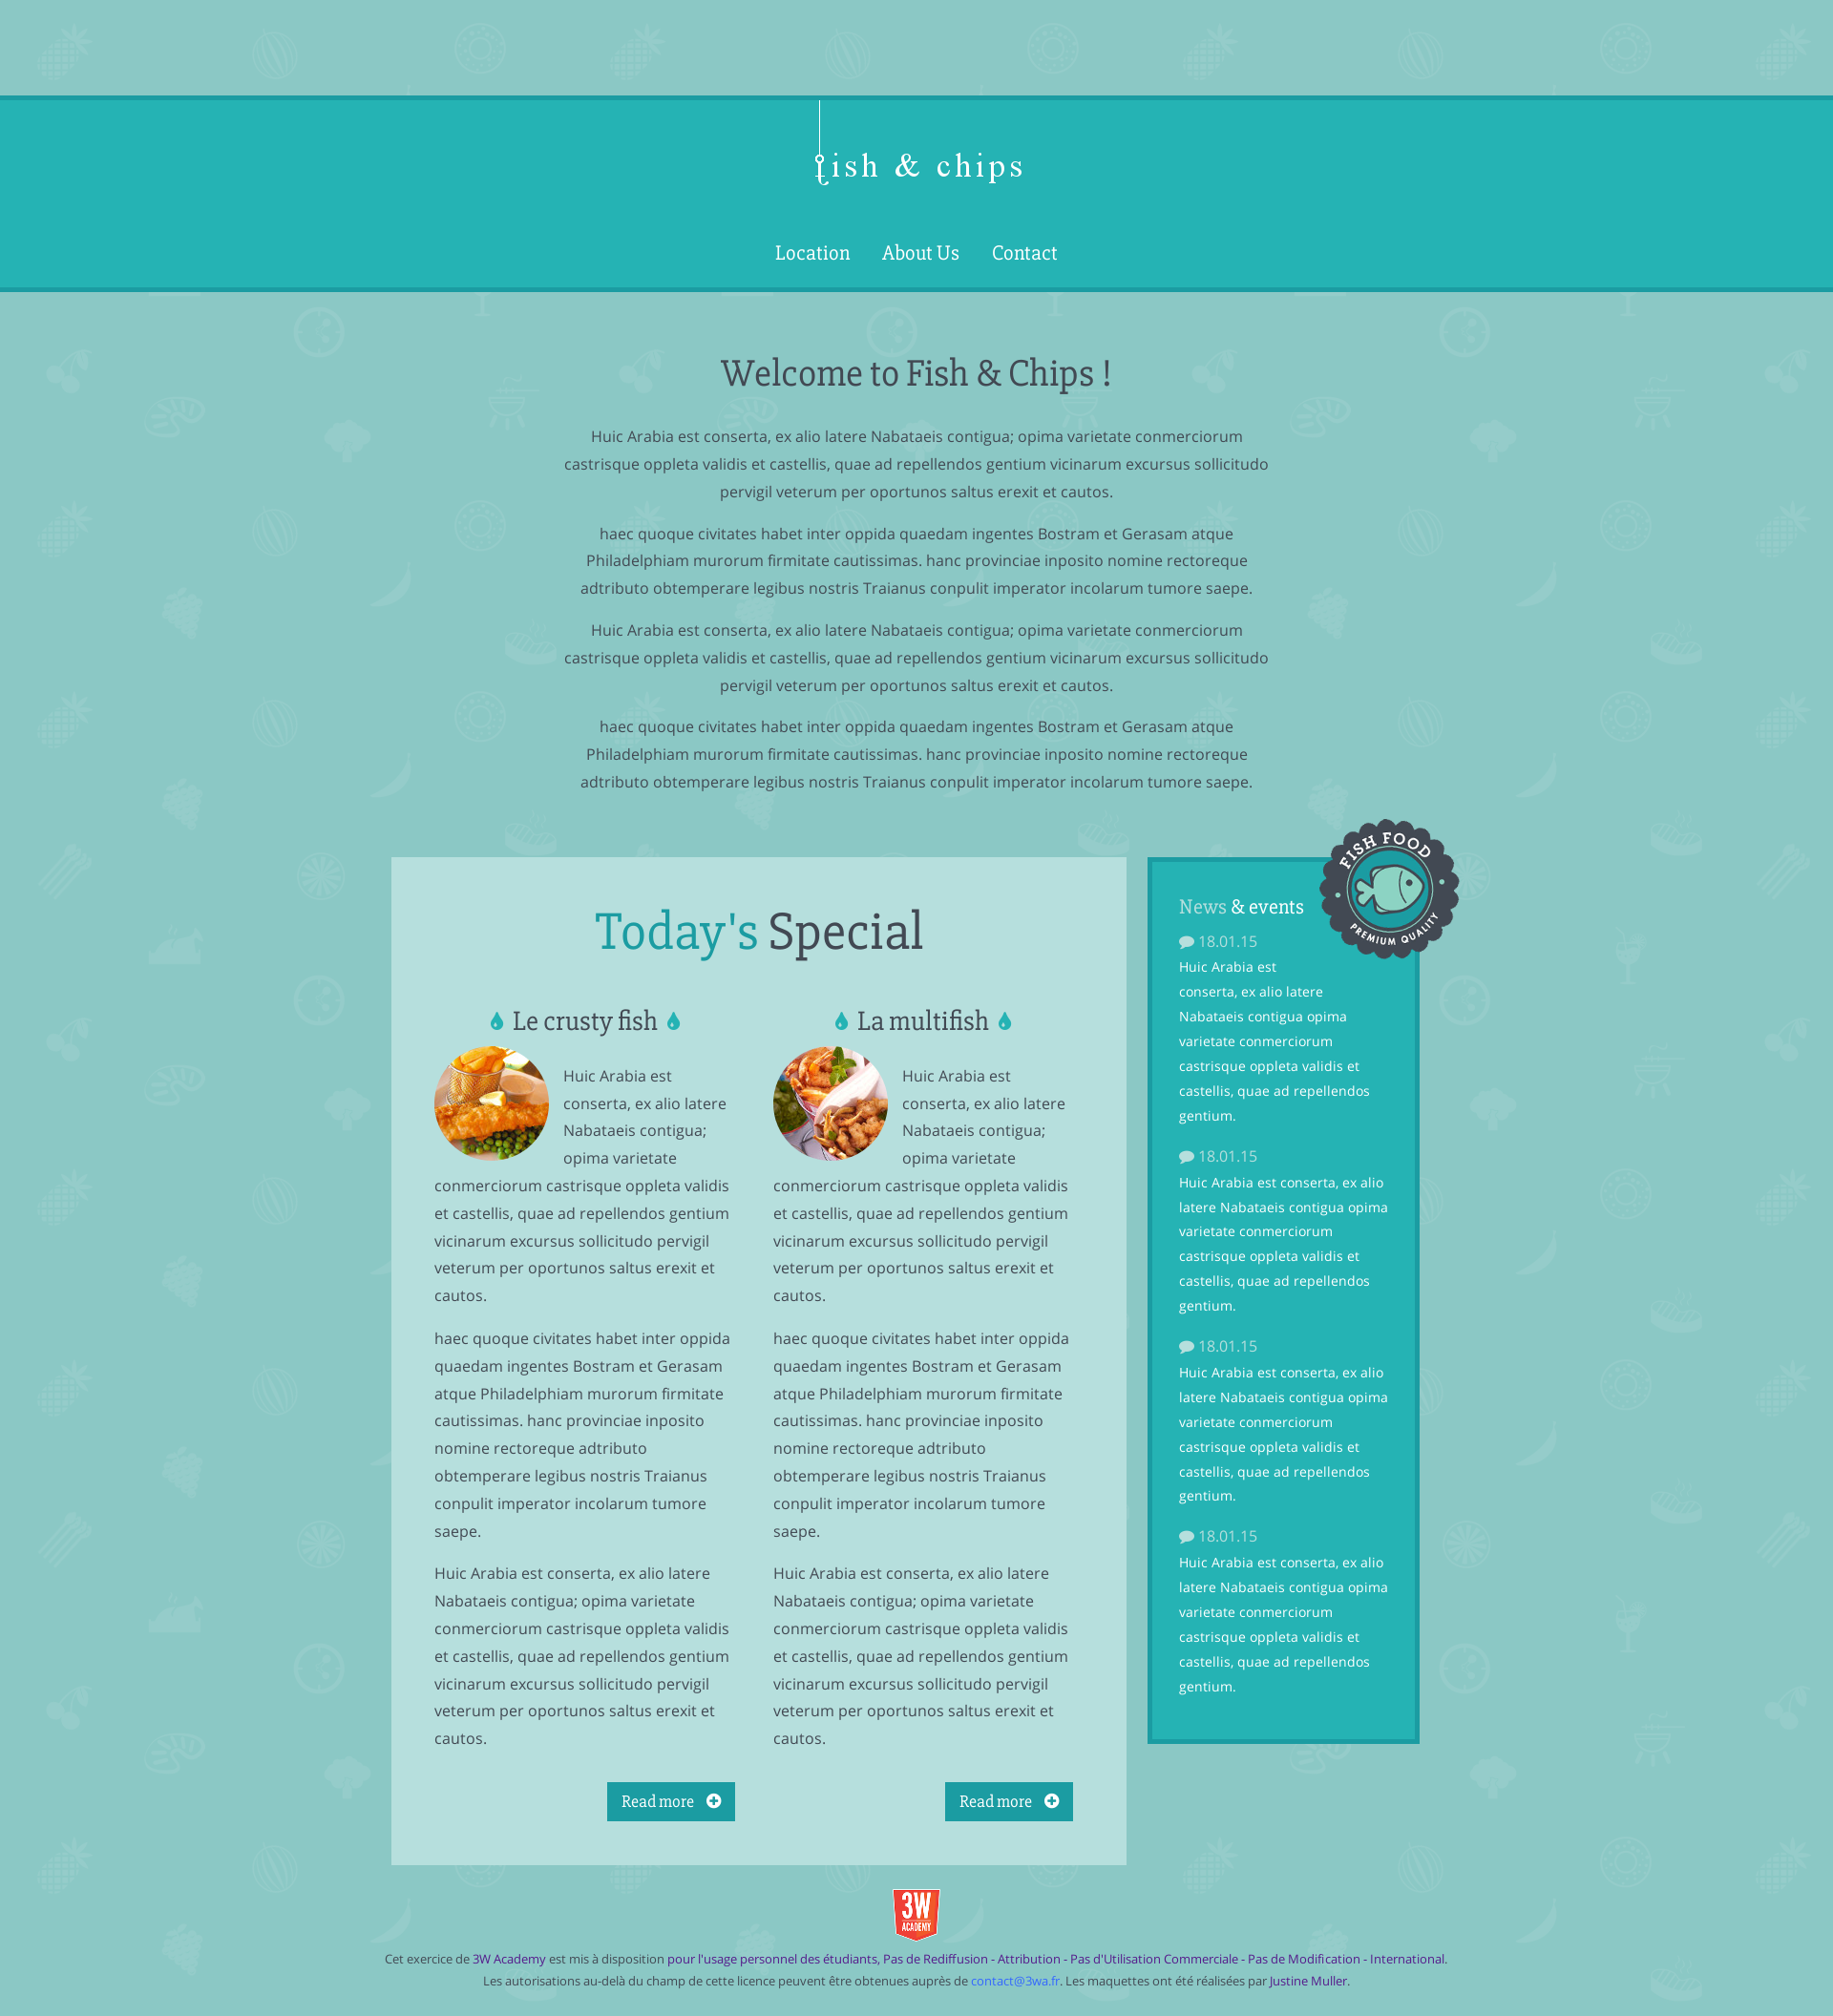 fish & chips
Location About Us Contact
Welcome to Fish & Chips !
Huic Arabia est conserta, ex alio latere Nabataeis contigua; opima varietate conmerciorum
castrisque oppleta validis et castellis, quae ad repellendos gentium vicinarum excursus sollicitudo
pervigil veterum per oportunos saltus erexit et cautos.
haec quoque civitates habet inter oppida quaedam ingentes Bostram et Gerasam atque
Philadelphiam murorum firmitate cautissimas. hanc provinciae inposito nomine rectoreque
adtributo obtemperare legibus nostris Traianus conpulit imperator incolarum tumore saepe.
Huic Arabia est conserta, ex alio latere Nabataeis contigua; opima varietate conmerciorum
castrisque oppleta validis et castellis, quae ad repellendos gentium vicinarum excursus sollicitudo
pervigil veterum per oportunos saltus erexit et cautos.
haec quoque civitates habet inter oppida quaedam ingentes Bostram et Gerasam atque
Philadelphiam murorum firmitate cautissimas. hanc provinciae inposito nomine rectoreque
adtributo obtemperare legibus nostris Traianus conpulit imperator incolarum tumore saepe.
Today's Special
Le crusty fish
Huic Arabia est
conserta, ex alio latere
Nabataeis contigua;
opima varietate
conmerciorum castrisque oppleta validis
et castellis, quae ad repellendos gentium
vicinarum excursus sollicitudo pervigil
veterum per oportunos saltus erexit et
cautos.
haec quoque civitates habet inter oppida
quaedam ingentes Bostram et Gerasam
atque Philadelphiam murorum firmitate
cautissimas. hanc provinciae inposito
nomine rectoreque adtributo
obtemperare legibus nostris Traianus
conpulit imperator incolarum tumore
saepe.
Huic Arabia est conserta, ex alio latere
Nabataeis contigua; opima varietate
conmerciorum castrisque oppleta validis
et castellis, quae ad repellendos gentium
vicinarum excursus sollicitudo pervigil
veterum per oportunos saltus erexit et
cautos.
Read more
La multifish
Huic Arabia est
conserta, ex alio latere
Nabataeis contigua;
opima varietate
conmerciorum castrisque oppleta validis
et castellis, quae ad repellendos gentium
vicinarum excursus sollicitudo pervigil
veterum per oportunos saltus erexit et
cautos.
haec quoque civitates habet inter oppida
quaedam ingentes Bostram et Gerasam
atque Philadelphiam murorum firmitate
cautissimas. hanc provinciae inposito
nomine rectoreque adtributo
obtemperare legibus nostris Traianus
conpulit imperator incolarum tumore
saepe.
Huic Arabia est conserta, ex alio latere
Nabataeis contigua; opima varietate
conmerciorum castrisque oppleta validis
et castellis, quae ad repellendos gentium
vicinarum excursus sollicitudo pervigil
veterum per oportunos saltus erexit et
cautos.
Read more
FISH FOOD
PREMIUM QUALITY
News & events
18.01.15
Huic Arabia est
conserta, ex alio latere
Nabataeis contigua opima
varietate conmerciorum
castrisque oppleta validis et
castellis, quae ad repellendos
gentium.
18.01.15
Huic Arabia est conserta, ex alio
latere Nabataeis contigua opima
varietate conmerciorum
castrisque oppleta validis et
castellis, quae ad repellendos
gentium.
18.01.15
Huic Arabia est conserta, ex alio
latere Nabataeis contigua opima
varietate conmerciorum
castrisque oppleta validis et
castellis, quae ad repellendos
gentium.
18.01.15
Huic Arabia est conserta, ex alio
latere Nabataeis contigua opima
varietate conmerciorum
castrisque oppleta validis et
castellis, quae ad repellendos
gentium.
3W
ACADEMY
Cet exercice de 3W Academy est mis à disposition pour l'usage personnel des étudiants, Pas de Rediffusion - Attribution - Pas d'Utilisation Commerciale - Pas de Modification - International.
Les autorisations au-delà du champ de cette licence peuvent être obtenues auprès de contact@3wa.fr. Les maquettes ont été réalisées par Justine Muller.